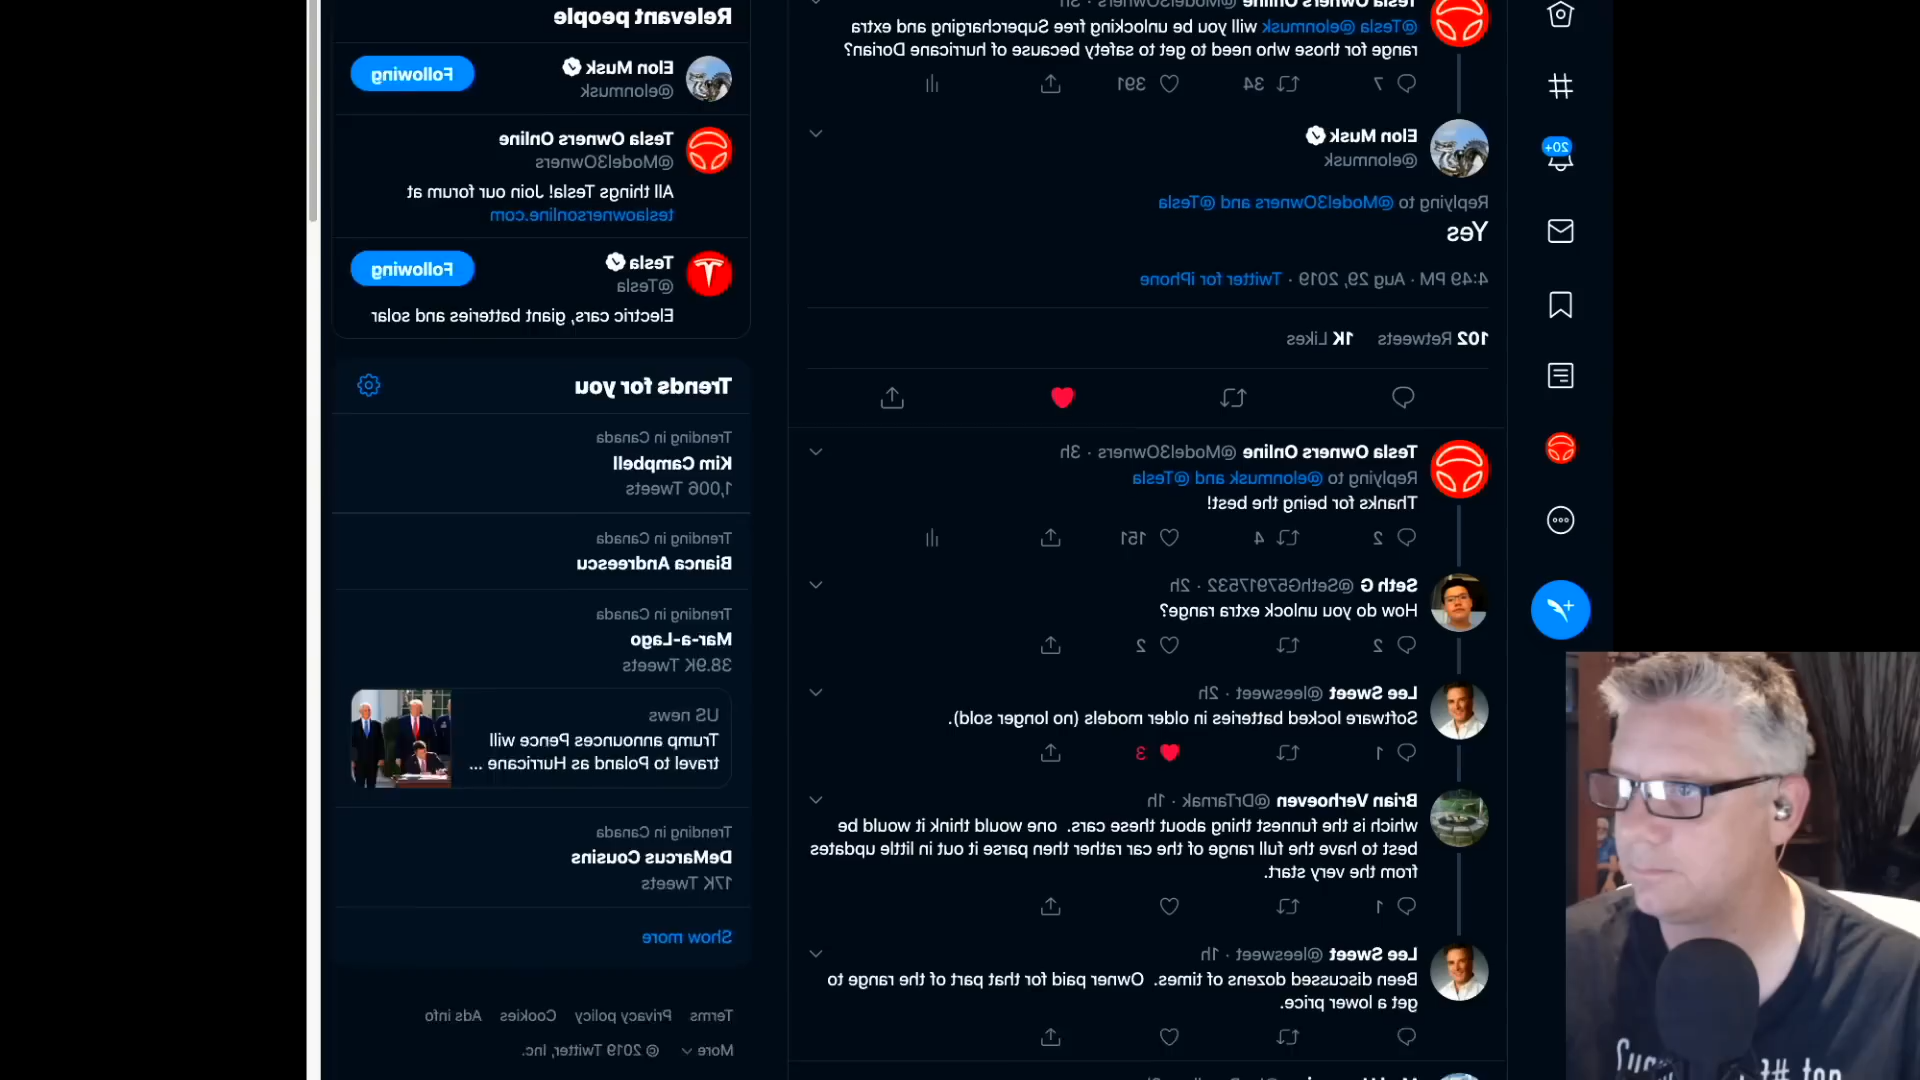 Tesla Owners Online @Model3Owners · 3h
@Tesla @elonmusk will you be unlocking free Supercharging and extra
range for those who need to get to safety because of hurricane Dorian?
7 34 391
Elon Musk
@elonmusk
Replying to @Model3Owners and @Tesla
Yes
4:49 PM · Aug 29, 2019 · Twitter for iPhone
102 Retweets 1K Likes
Tesla Owners Online @Model3Owners · 3h
Replying to @elonmusk and @Tesla
Thanks for being the best!
2 4 151
Seth G @SethG57917532 · 2h
How do you unlock extra range?
2 2
Lee Sweet @leesweet · 2h
Software locked batteries in older models (no longer sold).
1 3
Brian Verhoeven @DrTarnak · 1h
which is the funnest thing about these cars. one would think it would be
best to have the full range of the car rather then parse it out in little updates
from the very start.
1
Lee Sweet @leesweet · 1h
Been discussed dozens of times. Owner paid for that part of the range to
get a lower price.
20+
Relevant people
Elon Musk
@elonmusk
Following
Tesla Owners Online
@Model3Owners
All things Tesla! Join our forum at
teslaownersonline.com
Tesla
@Tesla
Following
Electric cars, giant batteries and solar
Trends for you
Trending in Canada
Kim Campbell
1,006 Tweets
Trending in Canada
Bianca Andreescu
Trending in Canada
Mar-a-Lago
38.9K Tweets
US news
Trump announces Pence will
travel to Poland as Hurricane ...
Trending in Canada
DeMarcus Cousins
17K Tweets
Show more
Terms Privacy policy Cookies Ads info
More © 2019 Twitter, Inc.